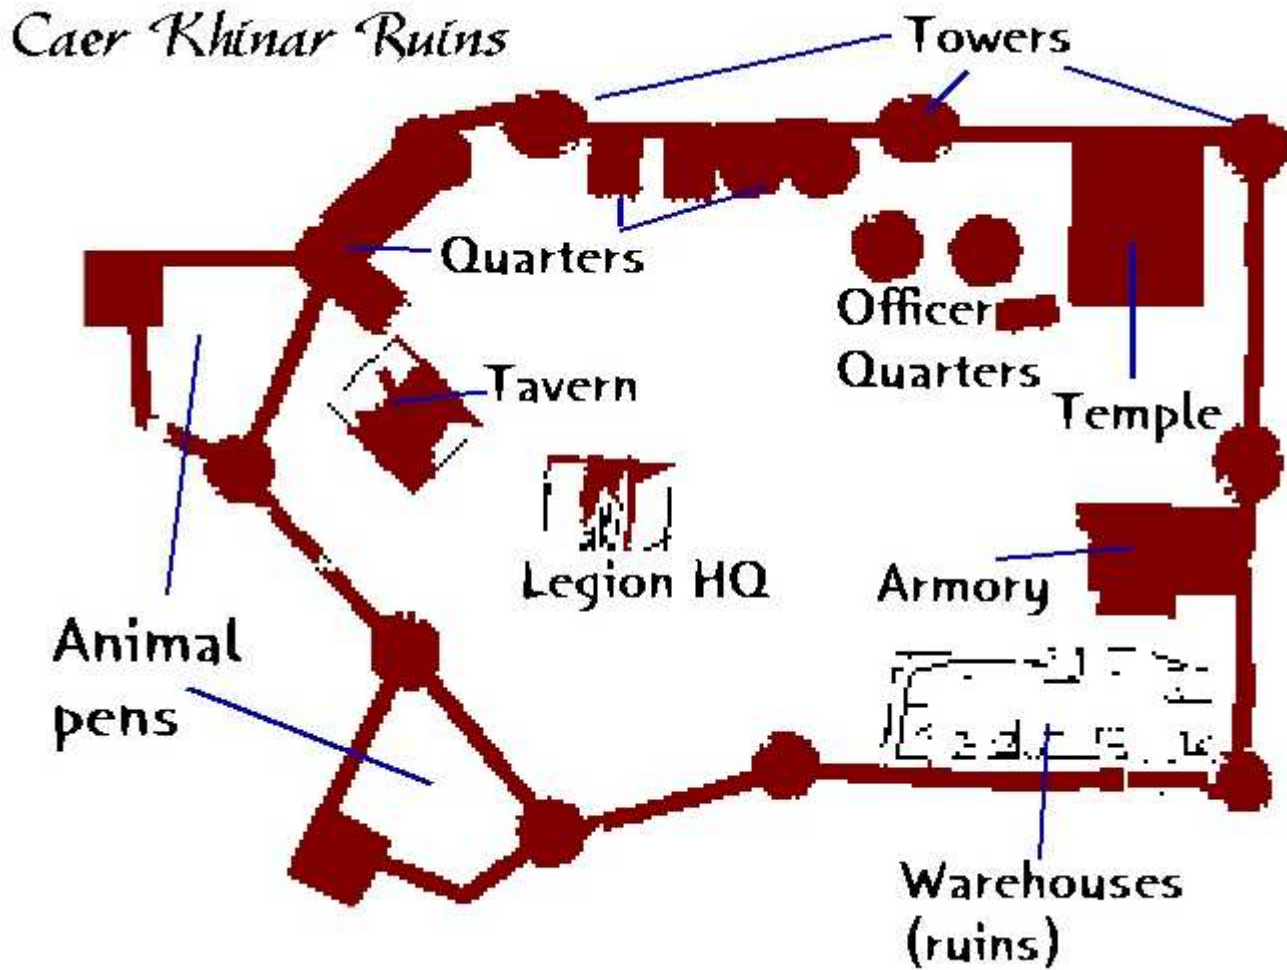 Caer Khinar Ruins
Towers
Quarters
Officer
Quarters
Tavern
Temple
Legion HQ
Armory
Animal
pens
Warehouses
(ruins)